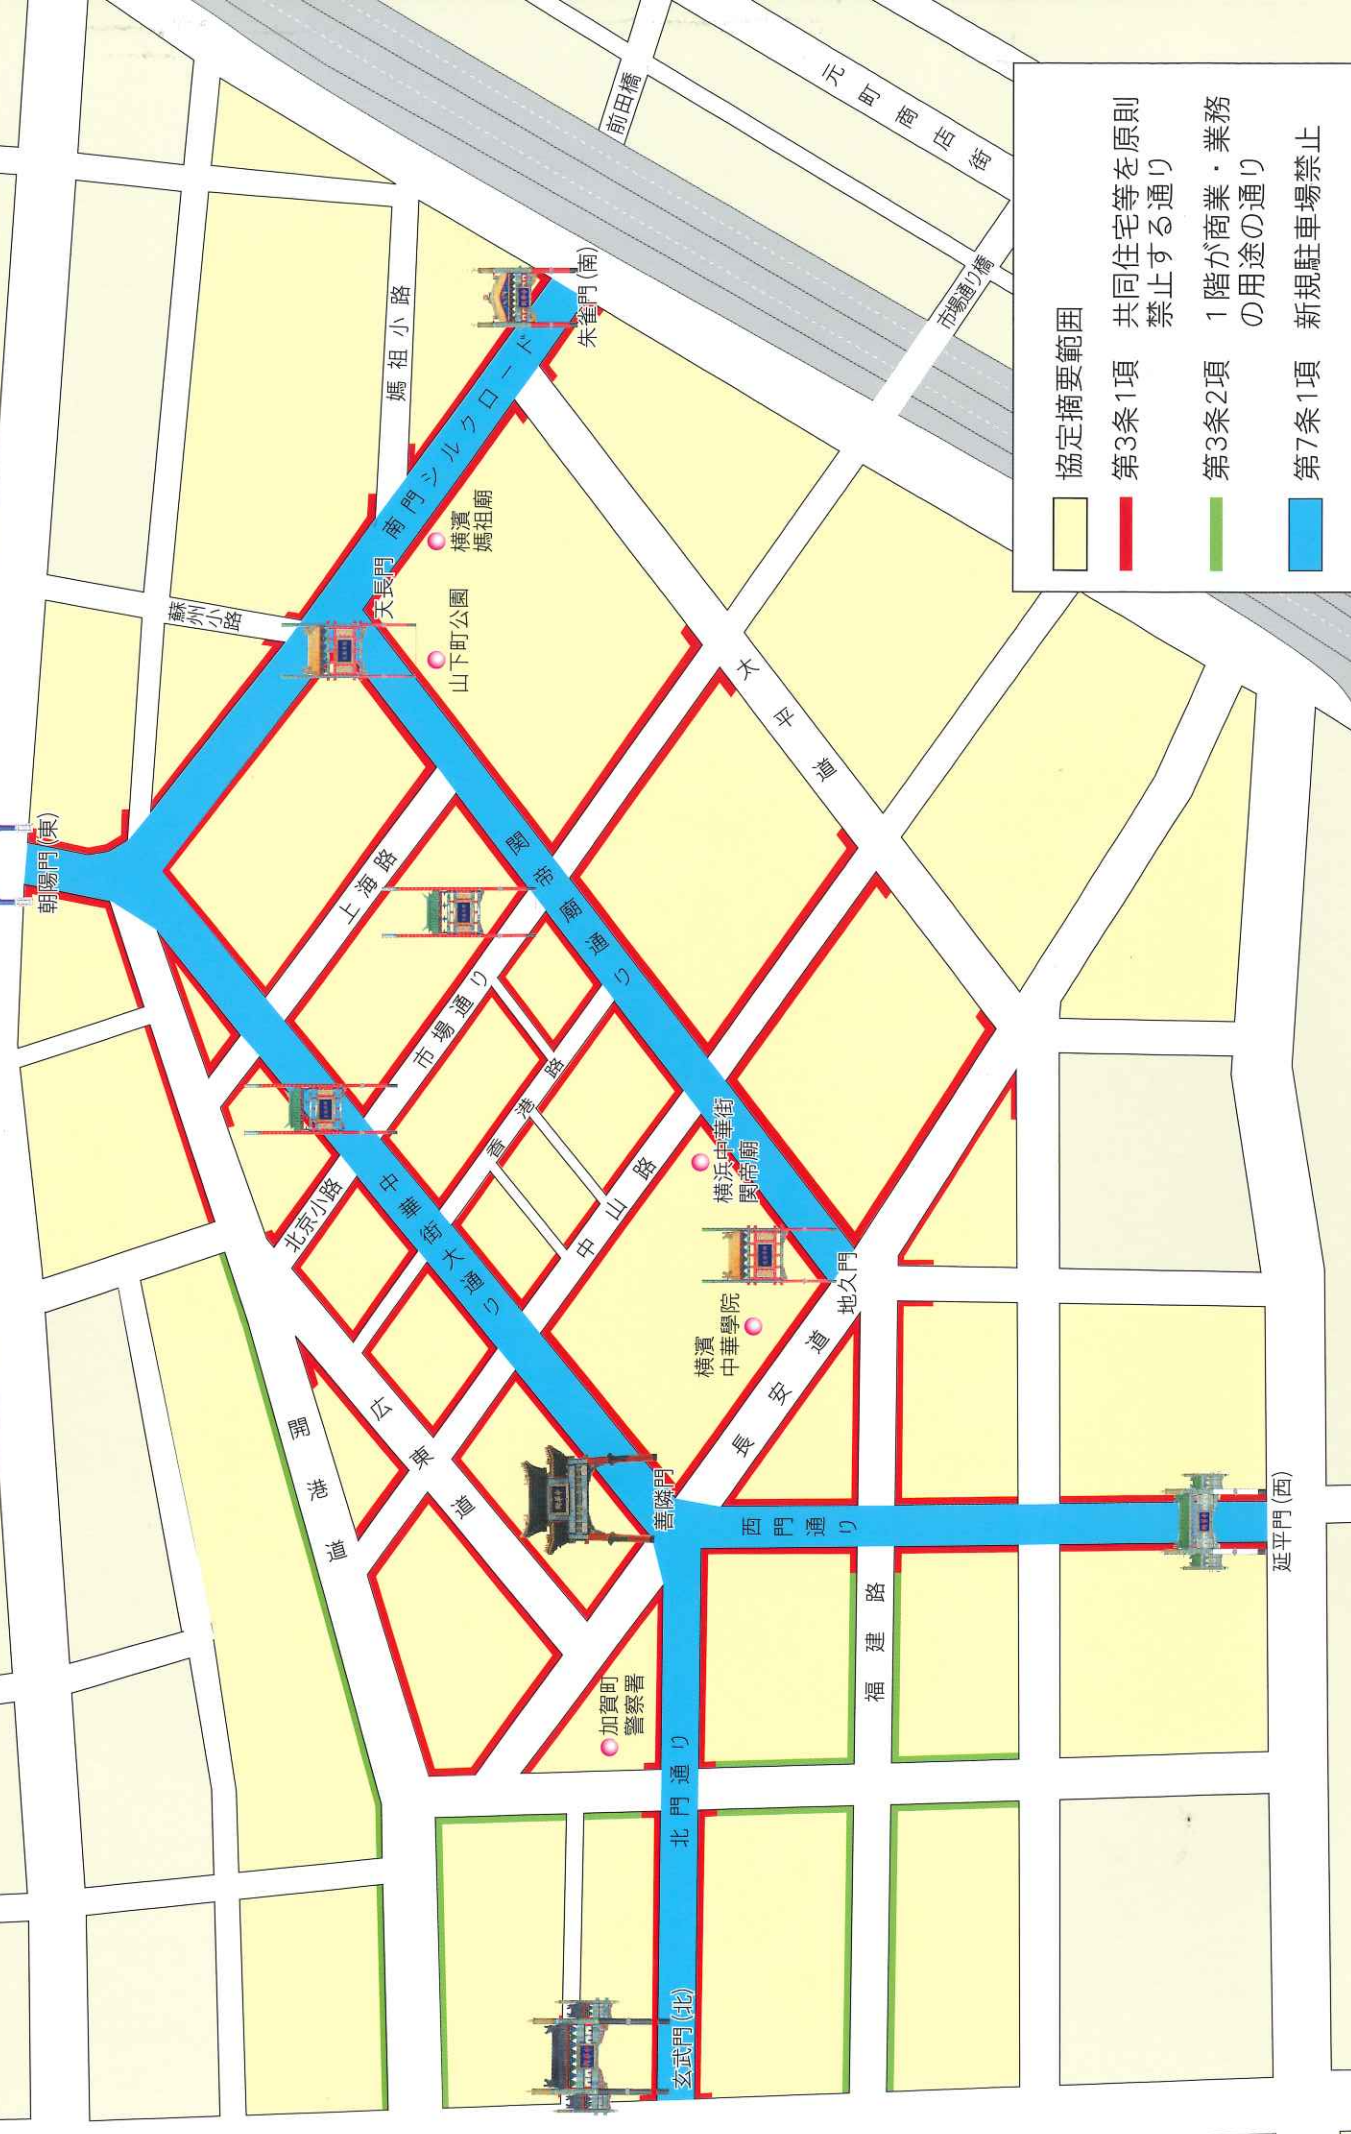 協定摘要範囲
第3条1項 共同住宅等を原則
禁止する通り
第3条2項 1階が商業・業務
の用途の通り
第7条1項 新規駐車場禁止
元町商店街
前田橋
市場通り橋
朱雀門(南)
媽祖小路
南門シルクロード
横濱
媽祖廟
天長門
山下町公園
蘇州小路
朝陽門(東)
太平道
関帝廟通り
上海路
市場通り
香港路
中山路
北京小路
中華街大通り
横浜中華街
関帝廟
地久門
横濱
中華學院
長安道
広東道
開港道
善隣門
西門通り
延平門(西)
福建路
加賀町
警察署
北門通り
玄武門(北)